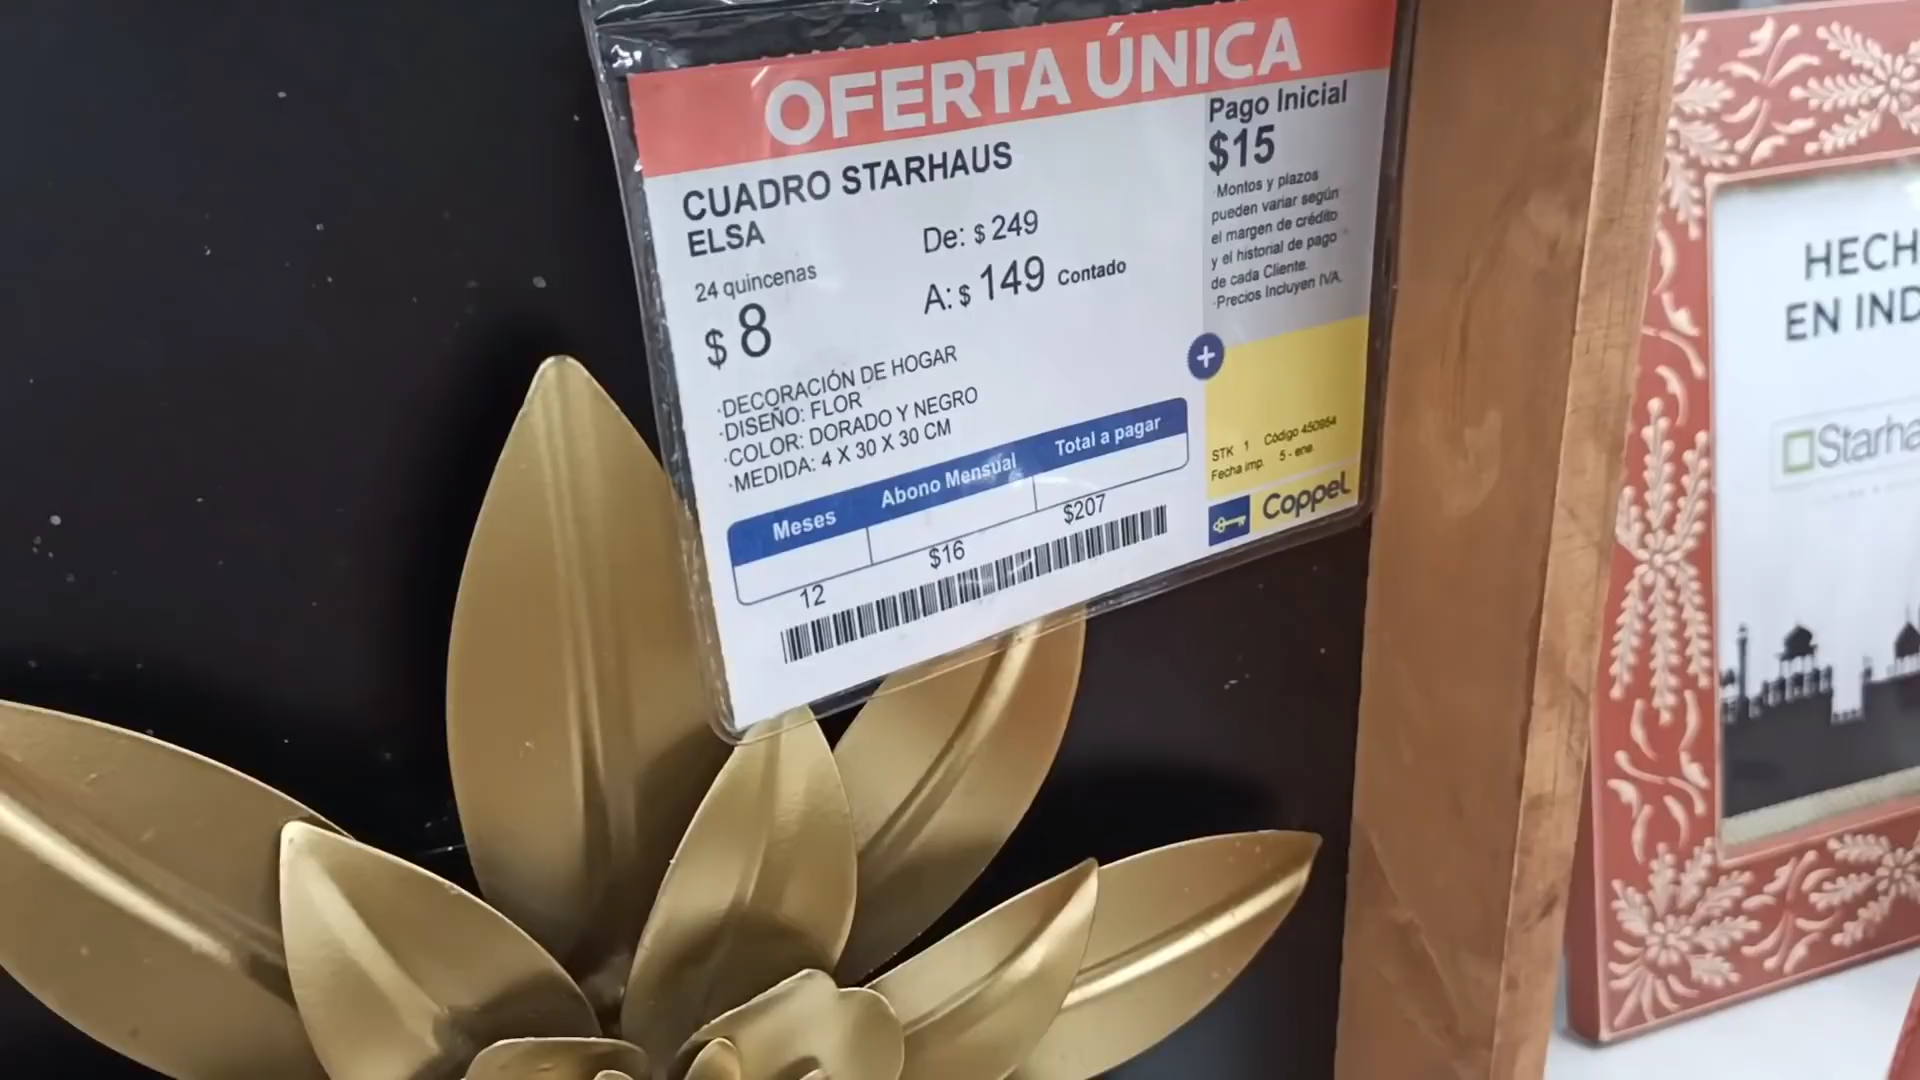 OFERTA ÚNICA
CUADRO STARHAUS
ELSA
24 quincenas
$ 8
De: $ 249
A: $ 149 Contado
·DECORACIÓN DE HOGAR
·DISEÑO: FLOR
·COLOR: DORADO Y NEGRO
·MEDIDA: 4 X 30 X 30 CM
Meses Abono Mensual Total a pagar
12 $16 $207
Pago Inicial
$15
·Montos y plazos
pueden variar según
el margen de crédito
y el historial de pago
de cada Cliente.
·Precios Incluyen IVA.
+
STK 1 Código 450954
Fecha imp. 5 - ene.
Coppel
HECH
EN IND
Starha